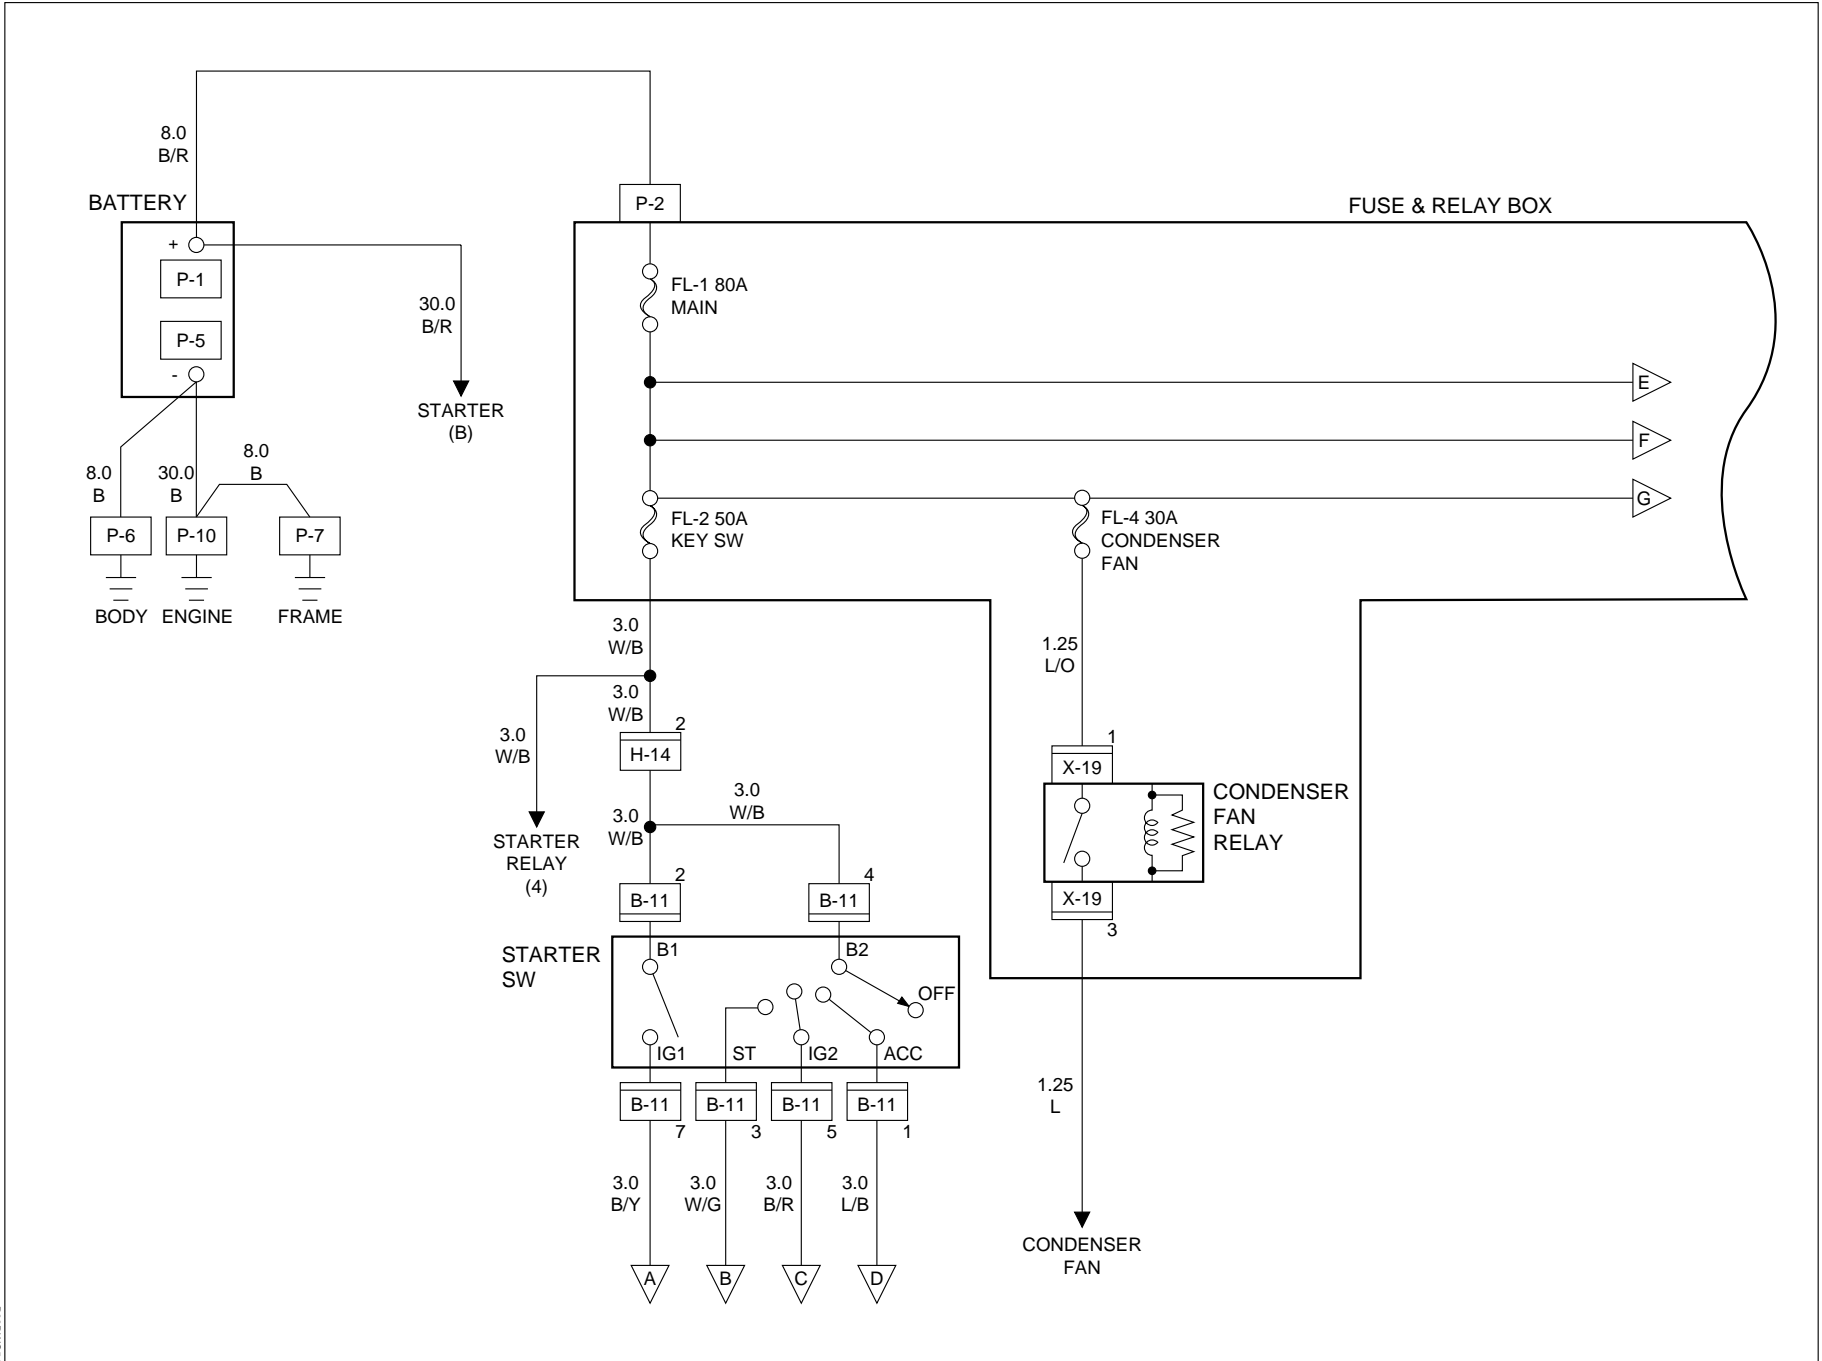 8.0
B/R
BATTERY
+
P-1
P-5
-
30.0
B/R
STARTER
(B)
8.0
B
30.0
B
8.0
B
P-6
P-10
P-7
BODY
ENGINE
FRAME
P-2
FUSE & RELAY BOX
FL-1 80A
MAIN
E
F
G
FL-2 50A
KEY SW
FL-4 30A
CONDENSER
FAN
3.0
W/B
3.0
W/B
2
H-14
3.0
W/B
STARTER
RELAY
(4)
3.0
W/B
3.0
W/B
2
B-11
4
B-11
STARTER
SW
B1
B2
OFF
IG1
ST
IG2
ACC
B-11
7
B-11
3
B-11
5
B-11
1
3.0
B/Y
3.0
W/G
3.0
B/R
3.0
L/B
A
B
C
D
1.25
L/O
1
X-19
CONDENSER
FAN
RELAY
X-19
3
1.25
L
CONDENSER
FAN